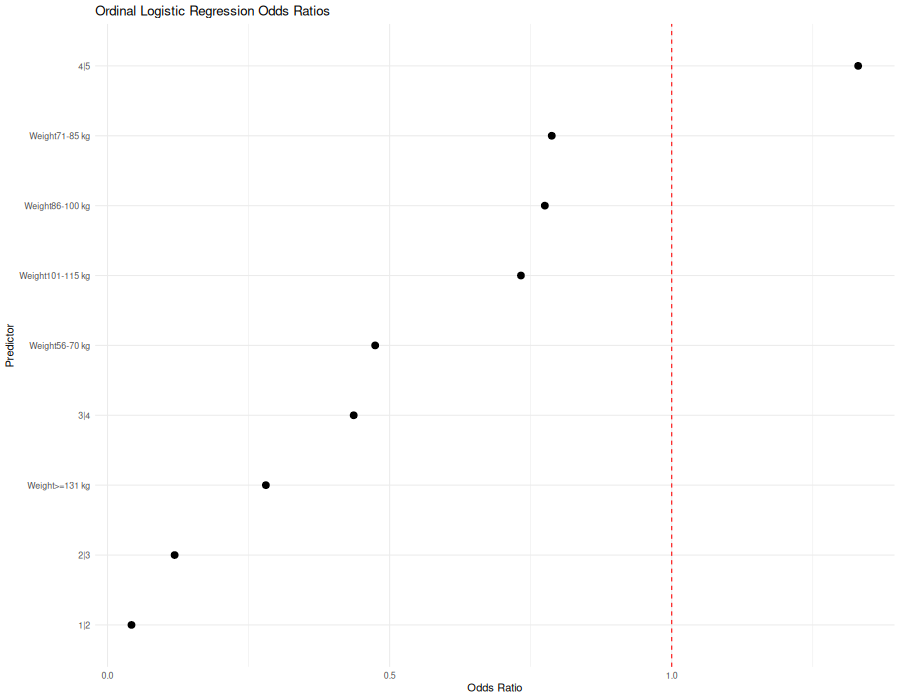 Ordinal Logistic Regression Odds Ratios
Predictor
4|5
Weight71-85 kg
Weight86-100 kg
Weight101-115 kg
Weight56-70 kg
3|4
Weight>=131 kg
2|3
1|2
0.0 0.5 1.0
Odds Ratio